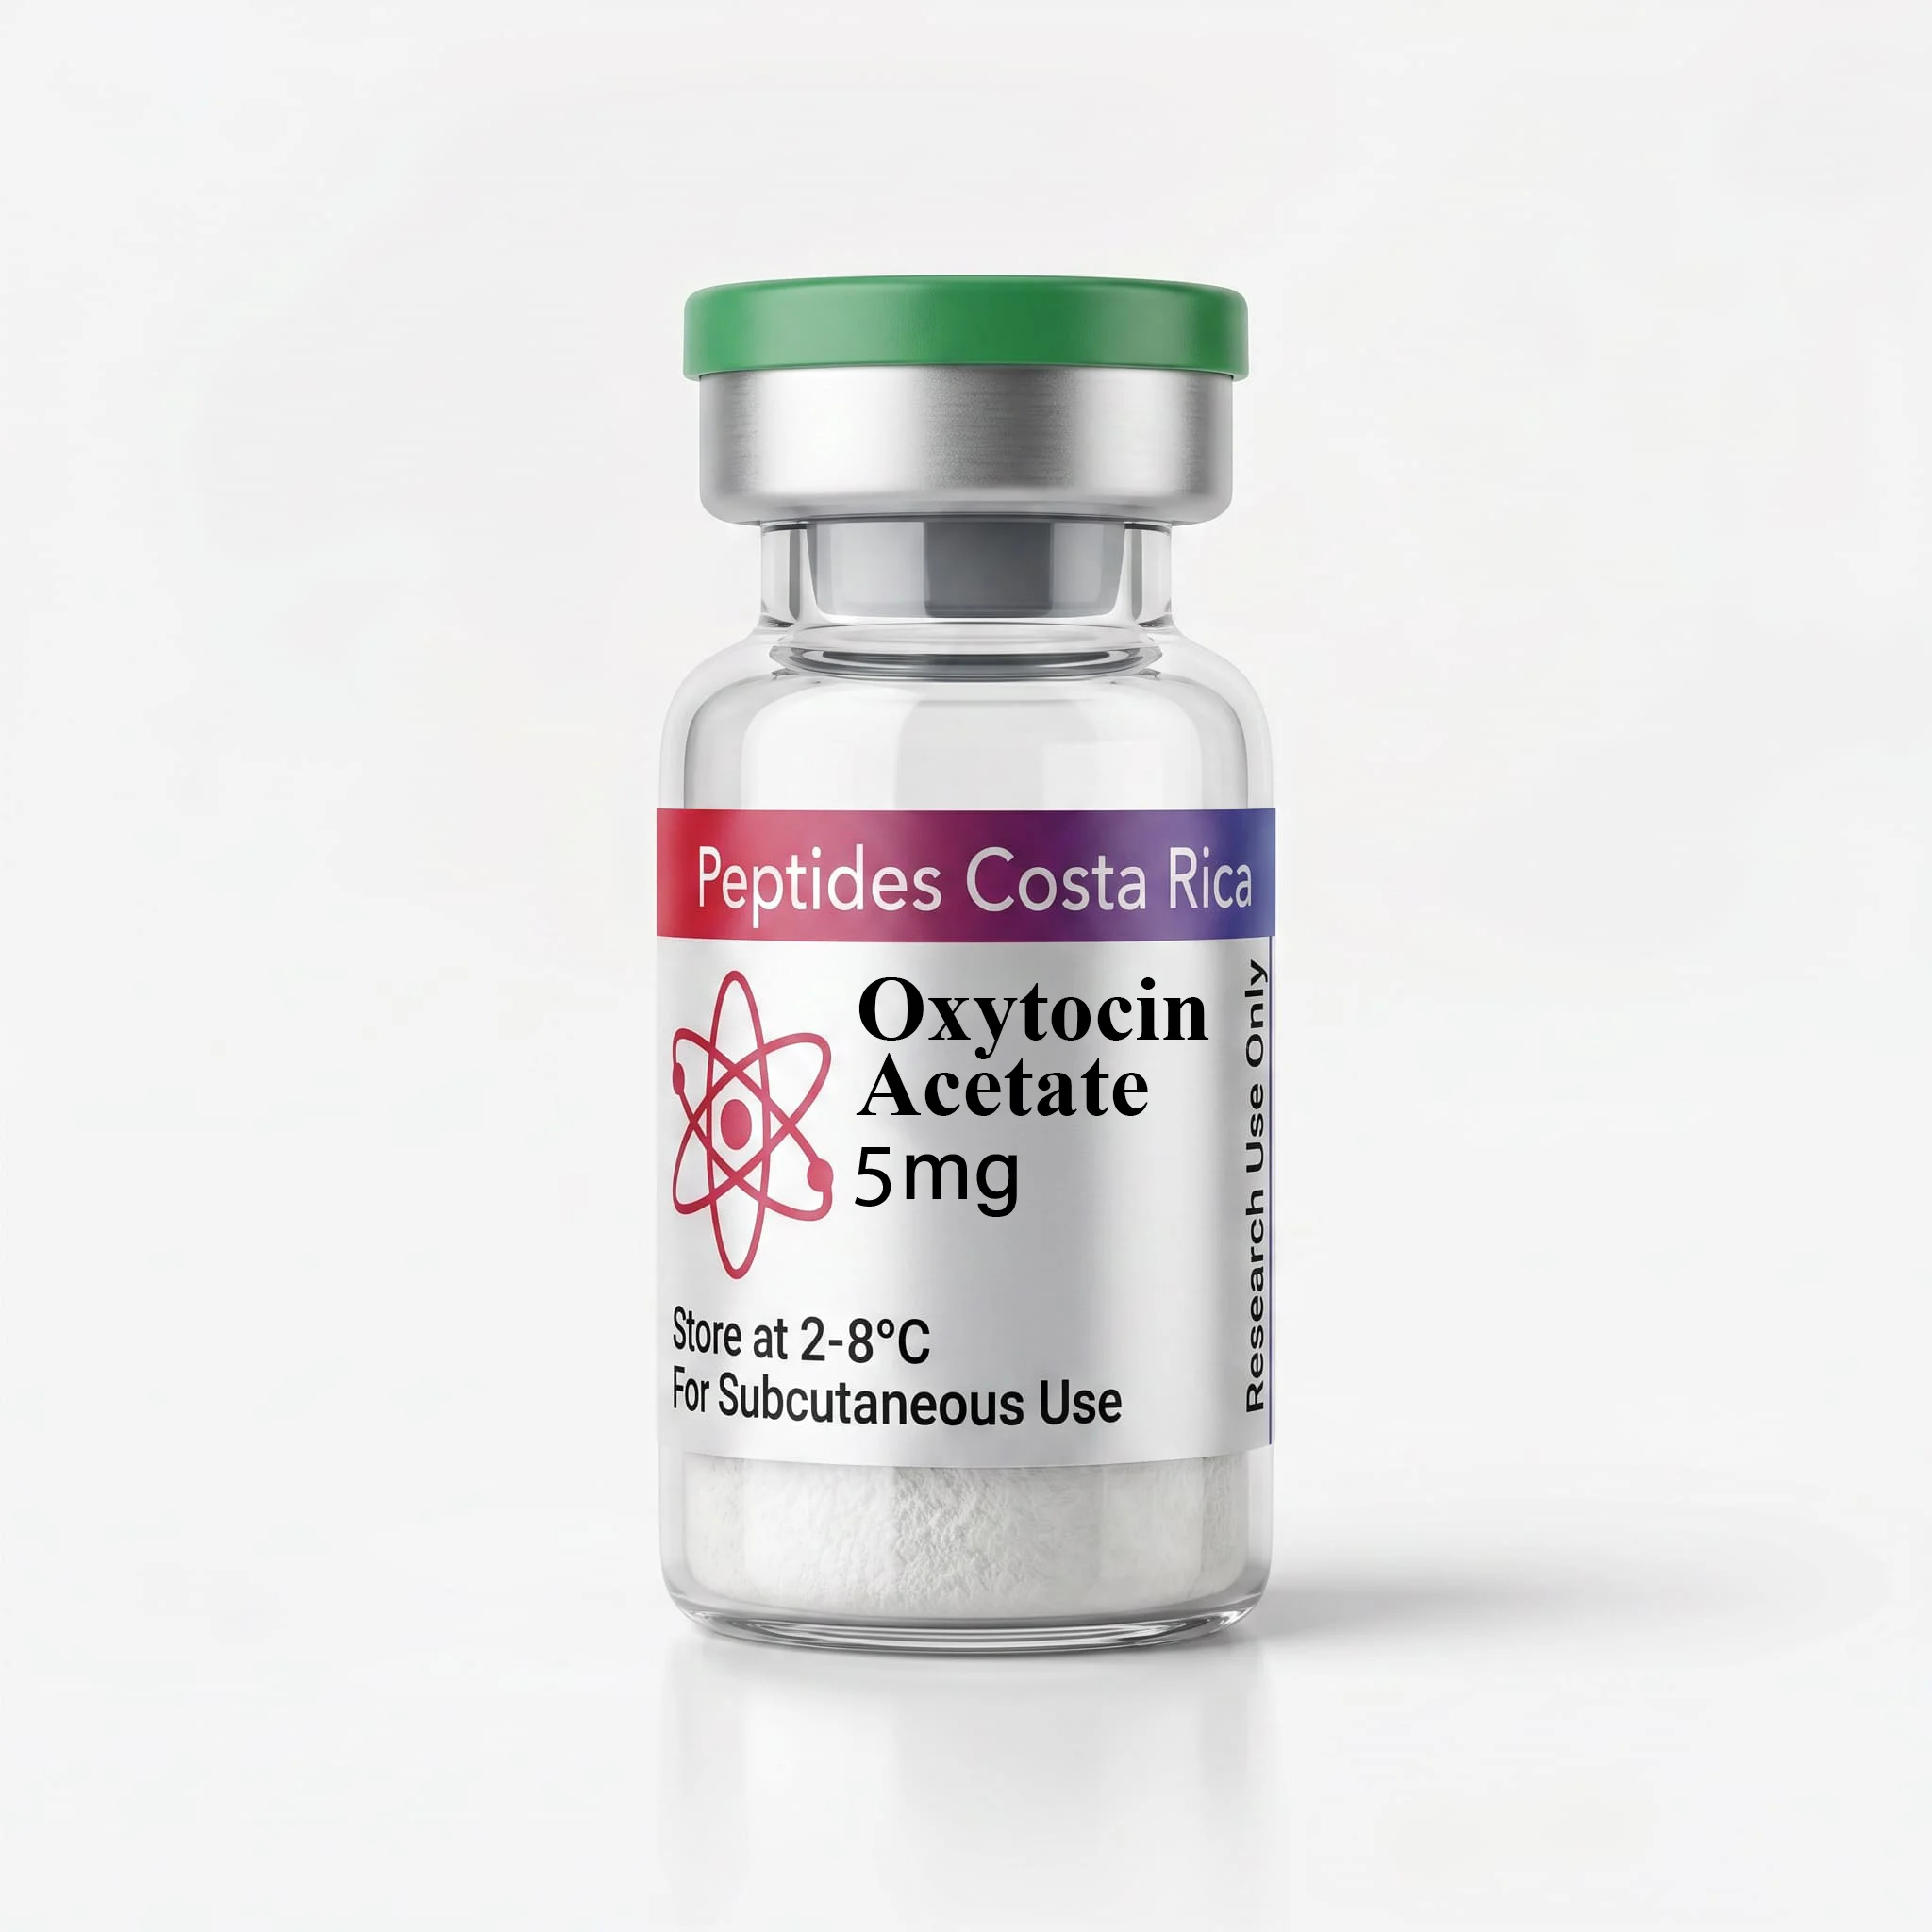 Peptides Costa Rica
Oxytocin
Acetate
5mg
Store at 2-8°C
For Subcutaneous Use
Research Use Only